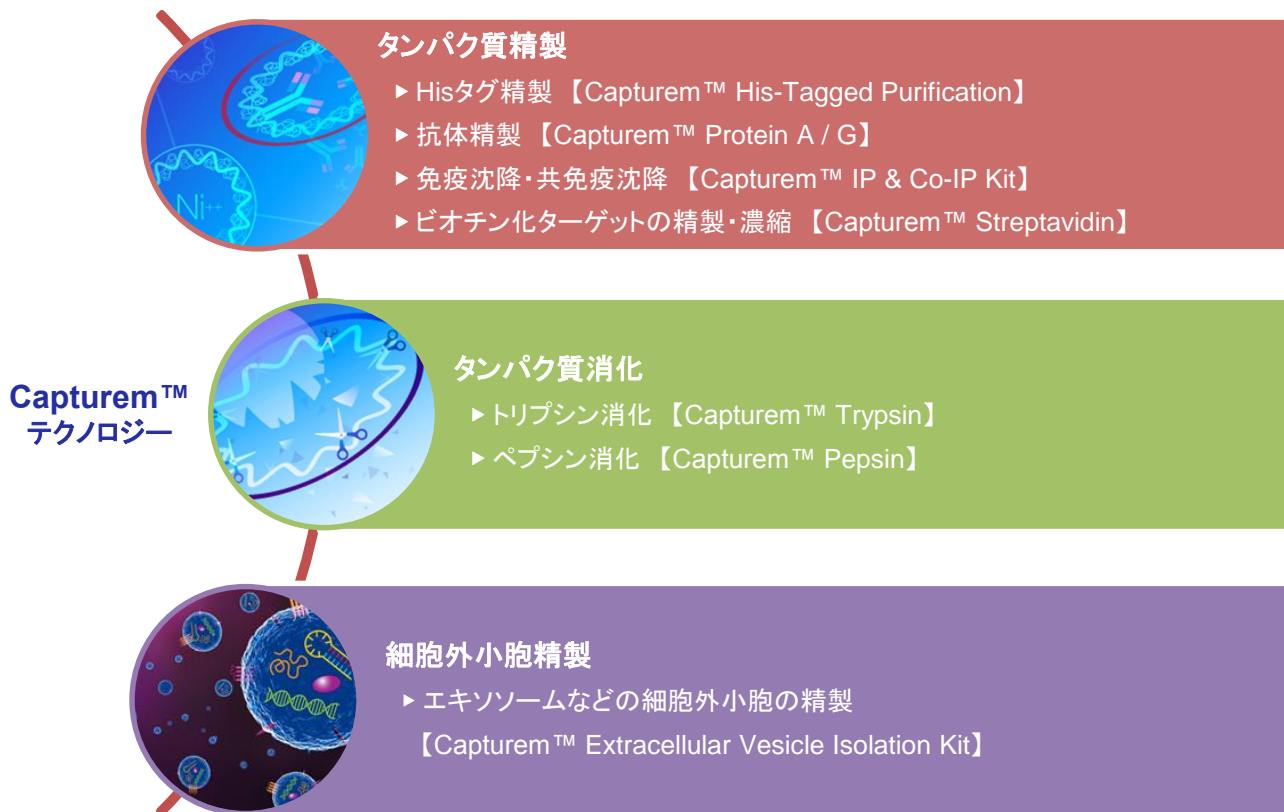 タンパク質精製
▶ Hisタグ精製 【Capturem™ His-Tagged Purification】
▶ 抗体精製 【Capturem™ Protein A / G】
▶ 免疫沈降・共免疫沈降 【Capturem™ IP & Co-IP Kit】
▶ ビオチン化ターゲットの精製・濃縮 【Capturem™ Streptavidin】
Ni++
Capturem™
テクノロジー
タンパク質消化
▶ トリプシン消化 【Capturem™ Trypsin】
▶ ペプシン消化 【Capturem™ Pepsin】
細胞外小胞精製
▶ エキソソームなどの細胞外小胞の精製
【Capturem™ Extracellular Vesicle Isolation Kit】